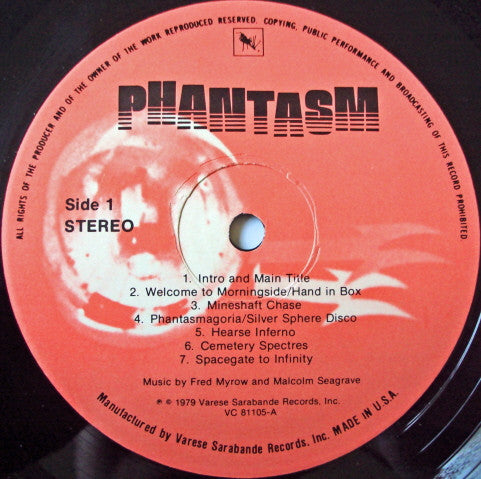 ALL RIGHTS OF THE PRODUCER AND OF THE OWNER OF THE WORK REPRODUCED RESERVED. COPYING, PUBLIC PERFORMANCE AND BROADCASTING OF THIS RECORD PROHIBITED
PHANTASM
Side 1
STEREO
1. Intro and Main Title
2. Welcome to Morningside/Hand in Box
3. Mineshaft Chase
4. Phantasmagoria/Silver Sphere Disco
5. Hearse Inferno
6. Cemetery Spectres
7. Spacegate to Infinity
Music by Fred Myrow and Malcolm Seagrave
℗ © 1979 Varese Sarabande Records, Inc.
VC 81105-A
Manufactured by Varese Sarabande Records, Inc. MADE IN U.S.A.